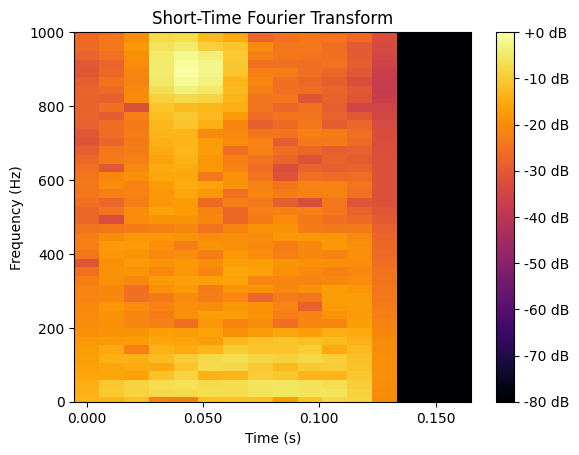 Short-Time Fourier Transform
1000
800
600
400
200
0
Frequency (Hz)
0.000
0.050
0.100
0.150
Time (s)
+0 dB
-10 dB
-20 dB
-30 dB
-40 dB
-50 dB
-60 dB
-70 dB
-80 dB